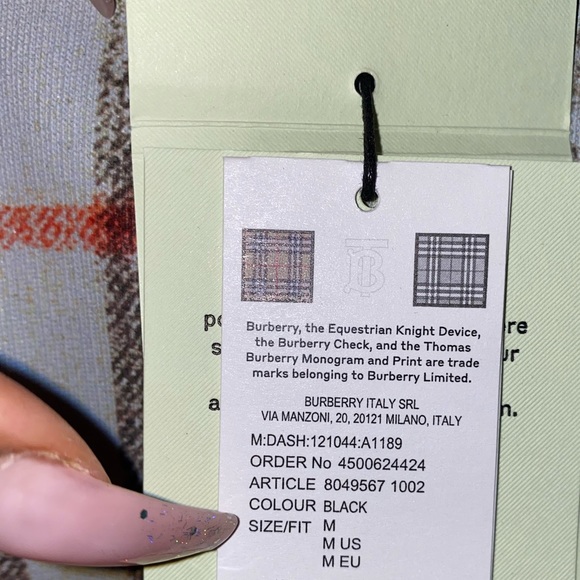 Burberry, the Equestrian Knight Device,
the Burberry Check, and the Thomas
Burberry Monogram and Print are trade
marks belonging to Burberry Limited.
BURBERRY ITALY SRL
VIA MANZONI, 20, 20121 MILANO, ITALY
M:DASH:121044:A1189
ORDER No 4500624424
ARTICLE 8049567 1002
COLOUR BLACK
SIZE/FIT M
M US
M EU